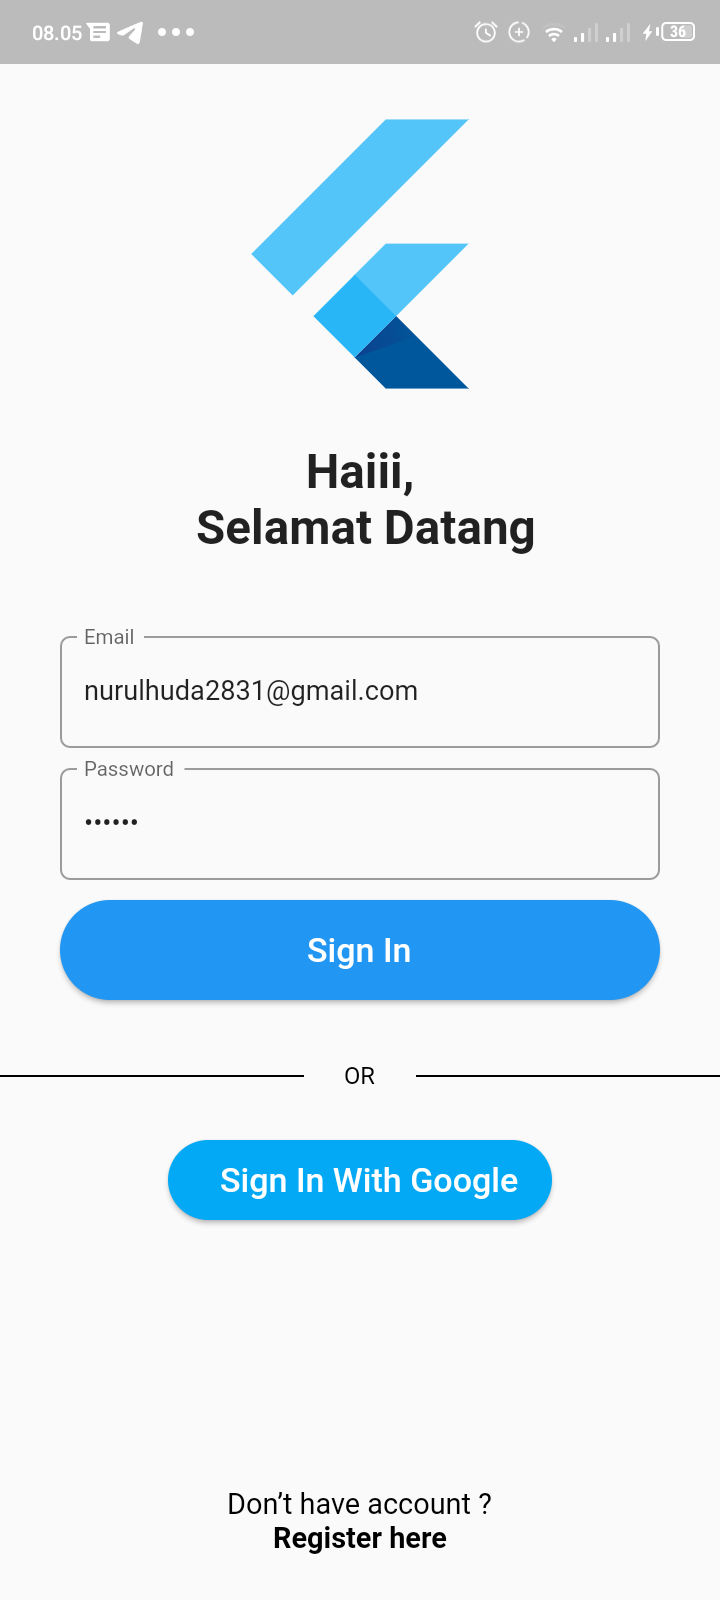 08.05
36
Haiii,
Selamat Datang
Email
nurulhuda2831@gmail.com
Password
••••••
Sign In
OR
Sign In With Google
Don’t have account ?
Register here